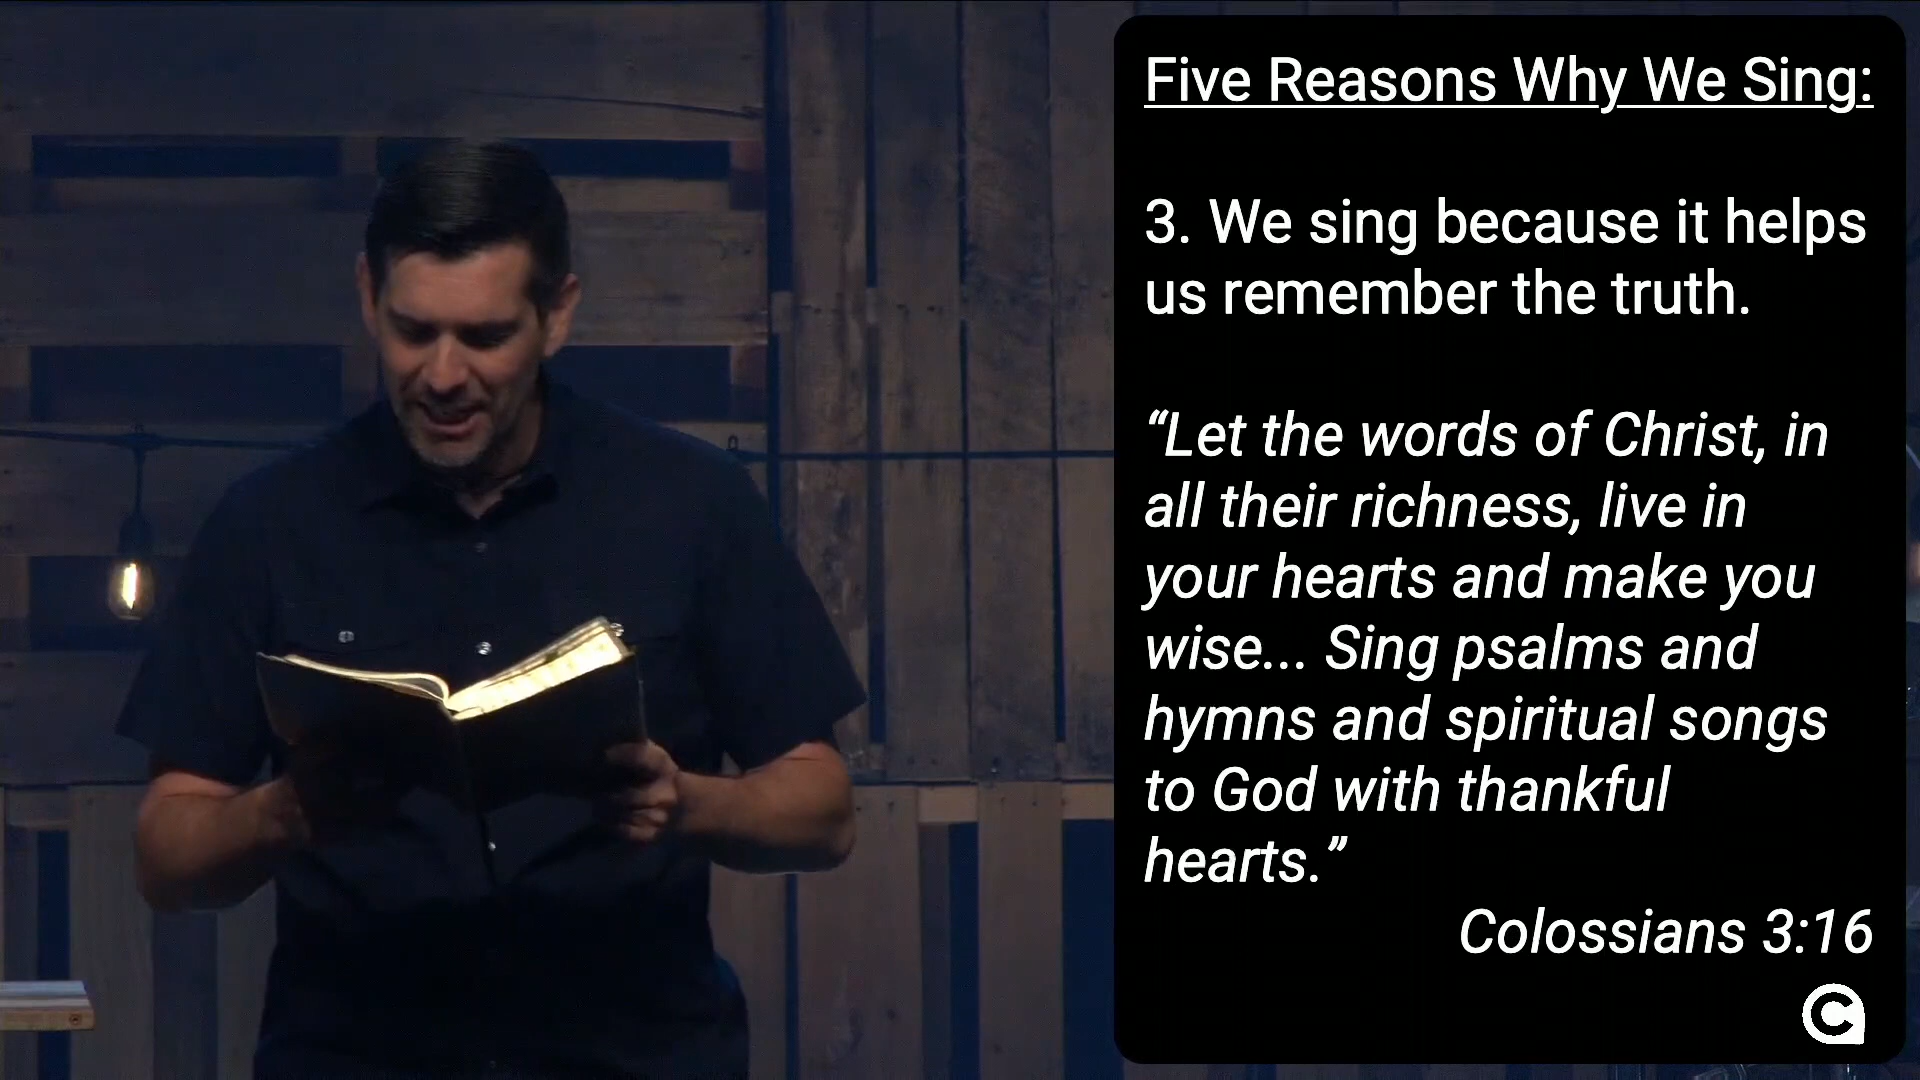 Five Reasons Why We Sing:
3. We sing because it helps
us remember the truth.
“Let the words of Christ, in
all their richness, live in
your hearts and make you
wise... Sing psalms and
hymns and spiritual songs
to God with thankful
hearts.”
Colossians 3:16